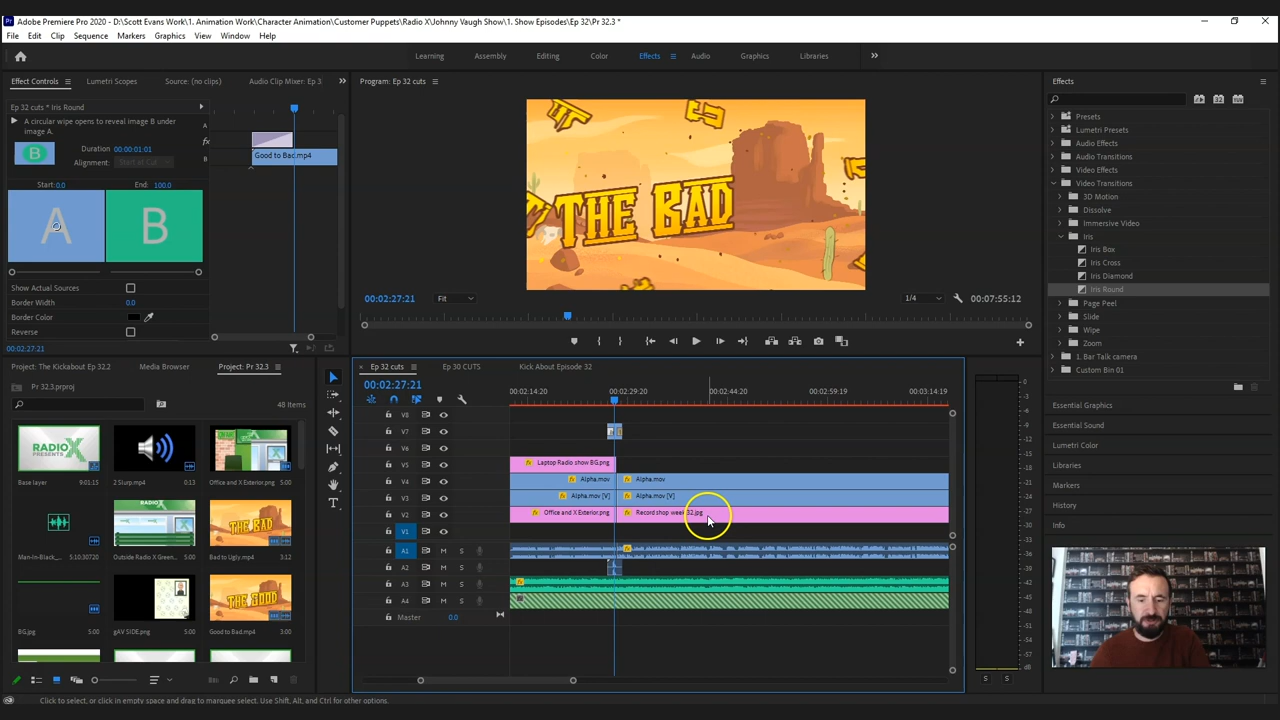 Adobe Premiere Pro 2020 - D:\Scott Evans Work\1. Animation Work\Character Animation\Customer Puppets\Radio X\Johnny Vaugh Show\1. Show Episodes\Ep 32\Pr 32.3 *
File Edit Clip Sequence Markers Graphics View Window Help
Learning Assembly Editing Color Effects Audio Graphics Libraries
Effect Controls Lumetri Scopes Source: (no clips) Audio Clip Mixer: Ep 3
Program: Ep 32 cuts
Effects
Ep 32 cuts * Iris Round
A circular wipe opens to reveal image B under
image A.
B
Duration 00:00:01:01
Alignment: Start at Cut
A
fx
B
Good to Bad.mp4
Start: 0.0 End: 100.0
A B
Show Actual Sources
Border Width 0.0
Border Color
Reverse
00:02:27:21
THE BAD
00:02:27:21 Fit 1/4 00:07:55:12
Presets
Lumetri Presets
Audio Effects
Audio Transitions
Video Effects
Video Transitions
3D Motion
Dissolve
Immersive Video
Iris
Iris Box
Iris Cross
Iris Diamond
Iris Round
Page Peel
Slide
Wipe
Zoom
1. Bar Talk camera
Custom Bin 01
Essential Graphics
Essential Sound
Lumetri Color
Libraries
Markers
History
Info
Project: The Kickabout Ep 32.2 Media Browser Project: Pr 32.3
Pr 32.3.prproj
48 Items
RADIO X
PRESENTS
Base layer 9:01:15
2 Slurp.mp4 0:13
Office and X Exterior.png 5:00
Man-In-Black_... 5:10:30720
Outside Radio X Green... 5:00
Bad to Ugly.mp4 3:12
BG.jpg 5:00
gAV SIDE.png 3:02
THE GOOD
Good to Bad.mp4 3:00
Ep 32 cuts Ep 30 CUTS Kick About Episode 32
00:02:27:21
00:02:14:20 00:02:29:20 00:02:44:20 00:02:59:19 00:03:14:19
V8
V7
V6
V5 Laptop Radio show BG.png
V4 Alpha.mov Alpha.mov
V3 Alpha.mov [V] Alpha.mov [V]
V2 Office and X Exterior.png Record shop week 32.jpg
V1
A1 M S
A2 M S
A3 M S
A4 M S
Master 0.0
0
-57
dB
S S
Click to select, or click in empty space and drag to marquee select. Use Shift, Alt, and Ctrl for other options.